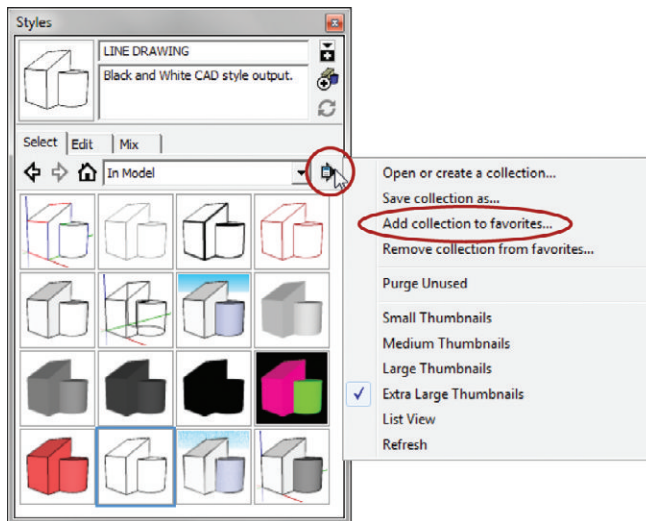 Styles
LINE DRAWING
Black and White CAD style output.
Select Edit Mix
In Model
Open or create a collection...
Save collection as...
Add collection to favorites...
Remove collection from favorites...
Purge Unused
Small Thumbnails
Medium Thumbnails
Large Thumbnails
Extra Large Thumbnails
List View
Refresh